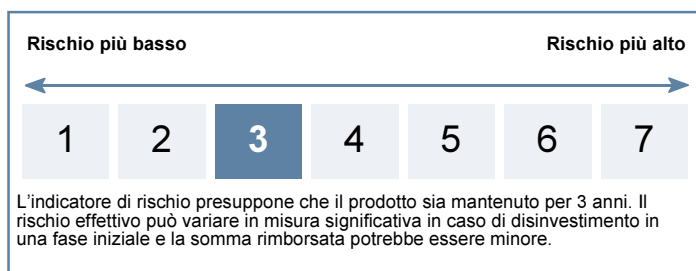 Rischio più basso Rischio più alto
1 2 3 4 5 6 7
L'indicatore di rischio presuppone che il prodotto sia mantenuto per 3 anni. Il
rischio effettivo può variare in misura significativa in caso di disinvestimento in
una fase iniziale e la somma rimborsata potrebbe essere minore.